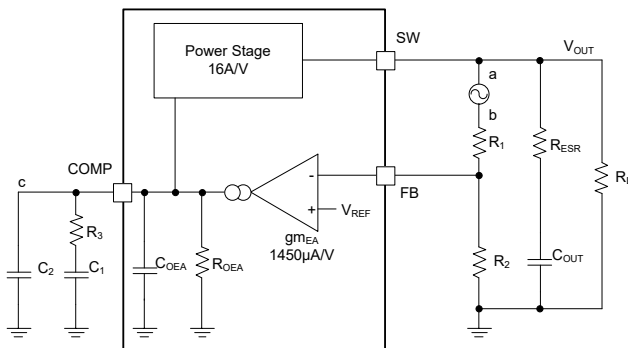 Power Stage
16A/V
SW
VOUT
a
b
R1
RESR
COMP
c
-
FB
+
VREF
R3
gmEA
1450µA/V
C2
C1
COEA
ROEA
R2
COUT